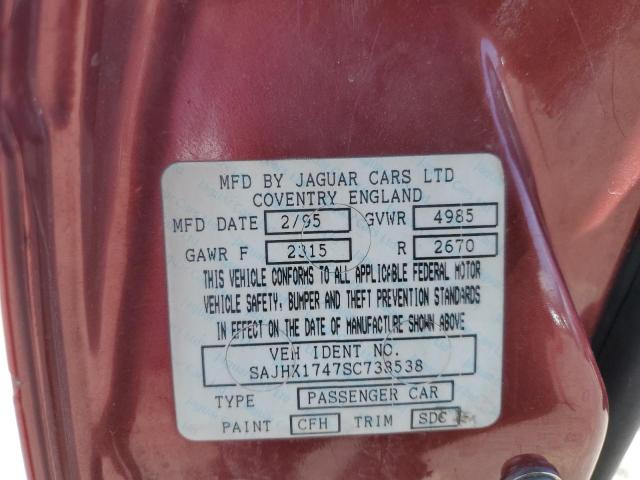 MFD BY JAGUAR CARS LTD
COVENTRY ENGLAND
MFD DATE 2/95 GVWR 4985
GAWR F 2315 R 2670
THIS VEHICLE CONFORMS TO ALL APPLICABLE FEDERAL MOTOR
VEHICLE SAFETY, BUMPER AND THEFT PREVENTION STANDARDS
IN EFFECT ON THE DATE OF MANUFACTURE SHOWN ABOVE
VEH IDENT NO.
SAJHX1747SC738538
TYPE PASSENGER CAR
PAINT CFH TRIM SDC